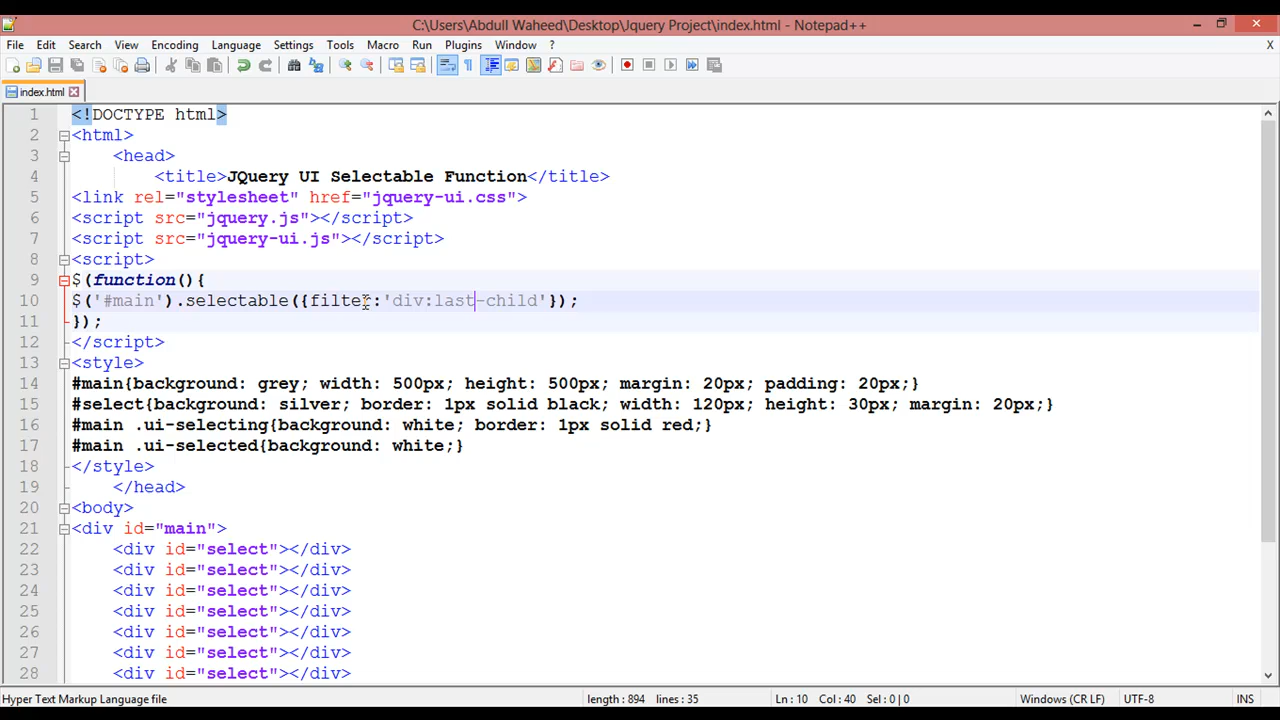 C:\Users\Abdull Waheed\Desktop\Jquery Project\index.html - Notepad++
File Edit Search View Encoding Language Settings Tools Macro Run Plugins Window ? X
index.html
1 <!DOCTYPE html>
2 <html>
3 <head>
4 <title>JQuery UI Selectable Function</title>
5 <link rel="stylesheet" href="jquery-ui.css">
6 <script src="jquery.js"></script>
7 <script src="jquery-ui.js"></script>
8 <script>
9 $(function(){
10 $('#main').selectable({filter:'div:last-child'});
11 });
12 </script>
13 <style>
14 #main{background: grey; width: 500px; height: 500px; margin: 20px; padding: 20px;}
15 #select{background: silver; border: 1px solid black; width: 120px; height: 30px; margin: 20px;}
16 #main .ui-selecting{background: white; border: 1px solid red;}
17 #main .ui-selected{background: white;}
18 </style>
19 </head>
20 <body>
21 <div id="main">
22 <div id="select"></div>
23 <div id="select"></div>
24 <div id="select"></div>
25 <div id="select"></div>
26 <div id="select"></div>
27 <div id="select"></div>
28 <div id="select"></div>
Hyper Text Markup Language file length : 894 lines : 35 Ln : 10 Col : 40 Sel : 0 | 0 Windows (CR LF) UTF-8 INS